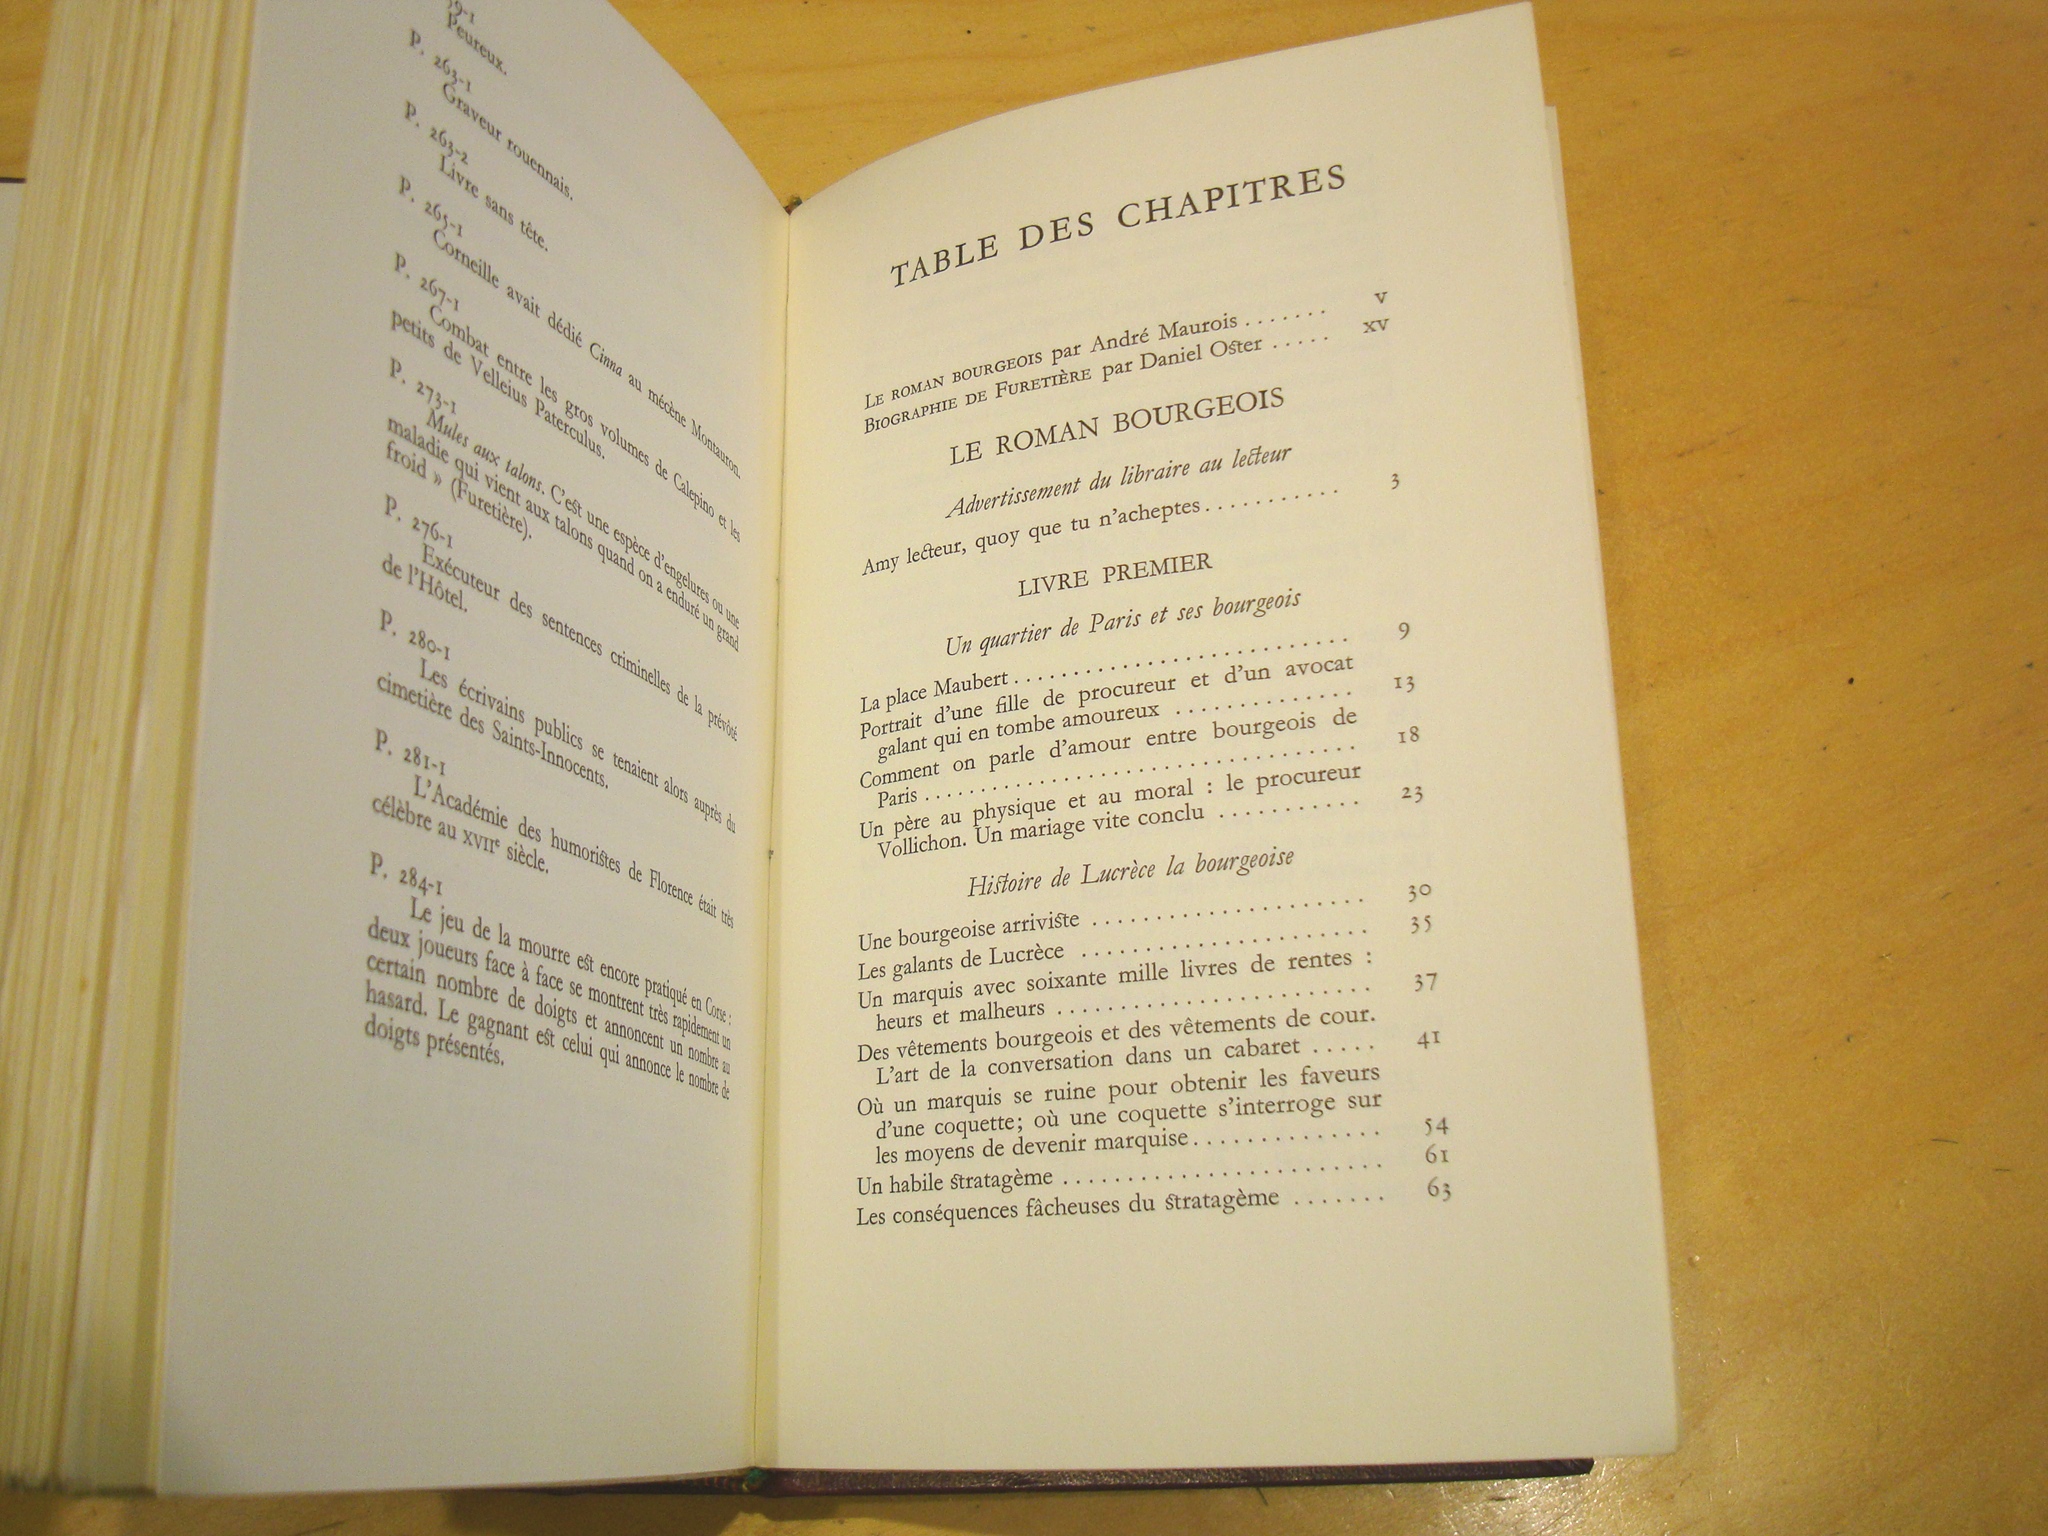 59-1
Peureux.
P. 263-1
Graveur rouennais.
P. 263-2
Livre sans tête.
P. 265-1
Corneille avait dédié Cinna au mécène Montauron.
P. 267-1
Combat entre les gros volumes de Calepino et les
petits de Velleius Paterculus.
P. 273-1
Mules aux talons. C'est une espèce d'engelures ou une
maladie qui vient aux talons quand on a enduré un grand
froid » (Furetière).
P. 276-1
Exécuteur des sentences criminelles de la prévôté
de l'Hôtel.
P. 280-1
Les écrivains publics se tenaient alors auprès du
cimetière des Saints-Innocents.
P. 281-1
L'Académie des humoristes de Florence était très
célèbre au XVIIe siècle.
P. 284-1
Le jeu de la mourre est encore pratiqué en Corse :
deux joueurs face à face se montrent très rapidement un
certain nombre de doigts et annoncent un nombre au
hasard. Le gagnant est celui qui annonce le nombre de
doigts présentés.
TABLE DES CHAPITRES
LE ROMAN BOURGEOIS par André Maurois . . . . . . . V
BIOGRAPHIE DE FURETIÈRE par Daniel Oster . . . . . XV
LE ROMAN BOURGEOIS
Advertissement du libraire au lecteur
Amy lecteur, quoy que tu n'acheptes . . . . . . . . . . 3
LIVRE PREMIER
Un quartier de Paris et ses bourgeois
La place Maubert . . . . . . . . . . . . . . . . . . . . . . . 9
Portrait d'une fille de procureur et d'un avocat
galant qui en tombe amoureux . . . . . . . . . . . . . 13
Comment on parle d'amour entre bourgeois de
Paris . . . . . . . . . . . . . . . . . . . . . . . . . . . . . . 18
Un père au physique et au moral : le procureur
Vollichon. Un mariage vite conclu . . . . . . . . . . . 23
Histoire de Lucrèce la bourgeoise
Une bourgeoise arriviste . . . . . . . . . . . . . . . . . . . . 30
Les galants de Lucrèce . . . . . . . . . . . . . . . . . . . . . 35
Un marquis avec soixante mille livres de rentes :
heurs et malheurs . . . . . . . . . . . . . . . . . . . . . . . 37
Des vêtements bourgeois et des vêtements de cour.
L'art de la conversation dans un cabaret . . . . . 41
Où un marquis se ruine pour obtenir les faveurs
d'une coquette; où une coquette s'interroge sur
les moyens de devenir marquise . . . . . . . . . . . . . . 54
Un habile stratagème . . . . . . . . . . . . . . . . . . . . . . . 61
Les conséquences fâcheuses du stratagème . . . . . . . 63